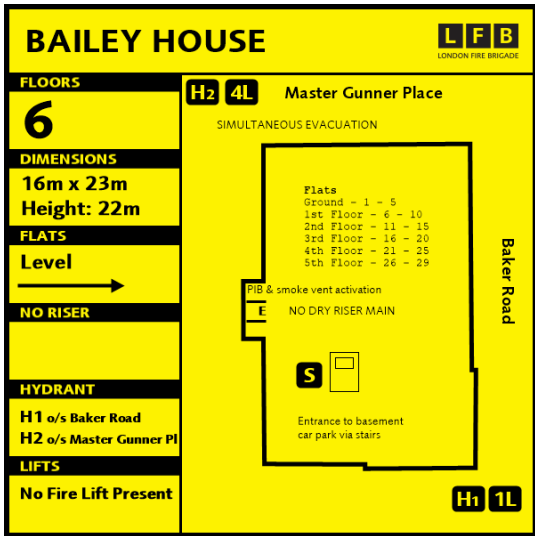 BAILEY HOUSE
LFB
LONDON FIRE BRIGADE
FLOORS
6
DIMENSIONS
16m x 23m
Height: 22m
FLATS
Level
NO RISER
HYDRANT
H1 o/s Baker Road
H2 o/s Master Gunner Pl
LIFTS
No Fire Lift Present
H2 4L Master Gunner Place
SIMULTANEOUS EVACUATION
Flats
Ground - 1 - 5
1st Floor - 6 - 10
2nd Floor - 11 - 15
3rd Floor - 16 - 20
4th Floor - 21 - 25
5th Floor - 26 - 29
Baker Road
PIB & smoke vent activation
E NO DRY RISER MAIN
S
Entrance to basement
car park via stairs
H1 1L